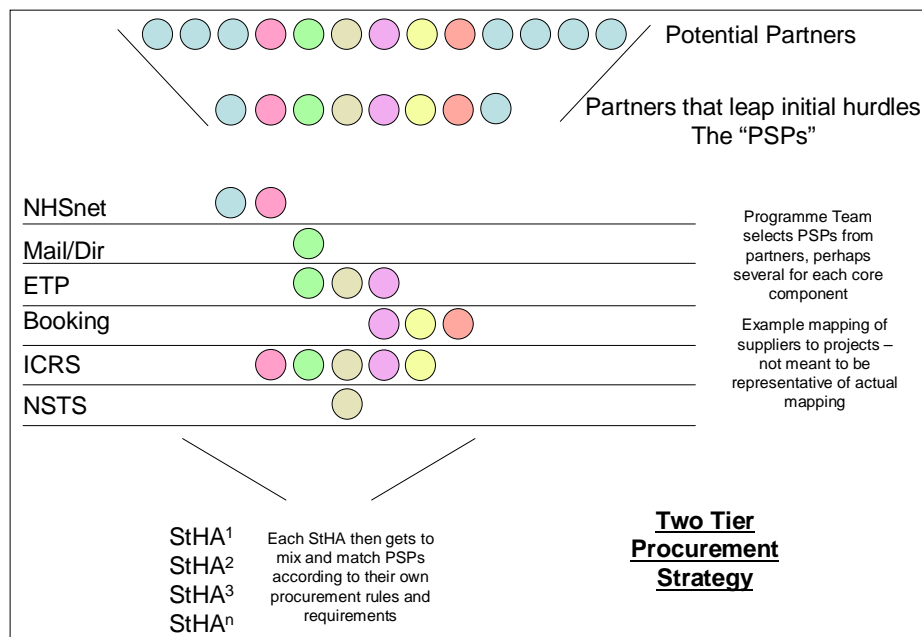 Potential Partners
Partners that leap initial hurdles
The “PSPs”
NHSnet
Mail/Dir
ETP
Booking
ICRS
NSTS
Programme Team
selects PSPs from
partners, perhaps
several for each core
component
Example mapping of
suppliers to projects –
not meant to be
representative of actual
mapping
StHA¹
StHA²
StHA³
StHAⁿ
Each StHA then gets to
mix and match PSPs
according to their own
procurement rules and
requirements
Two Tier
Procurement
Strategy